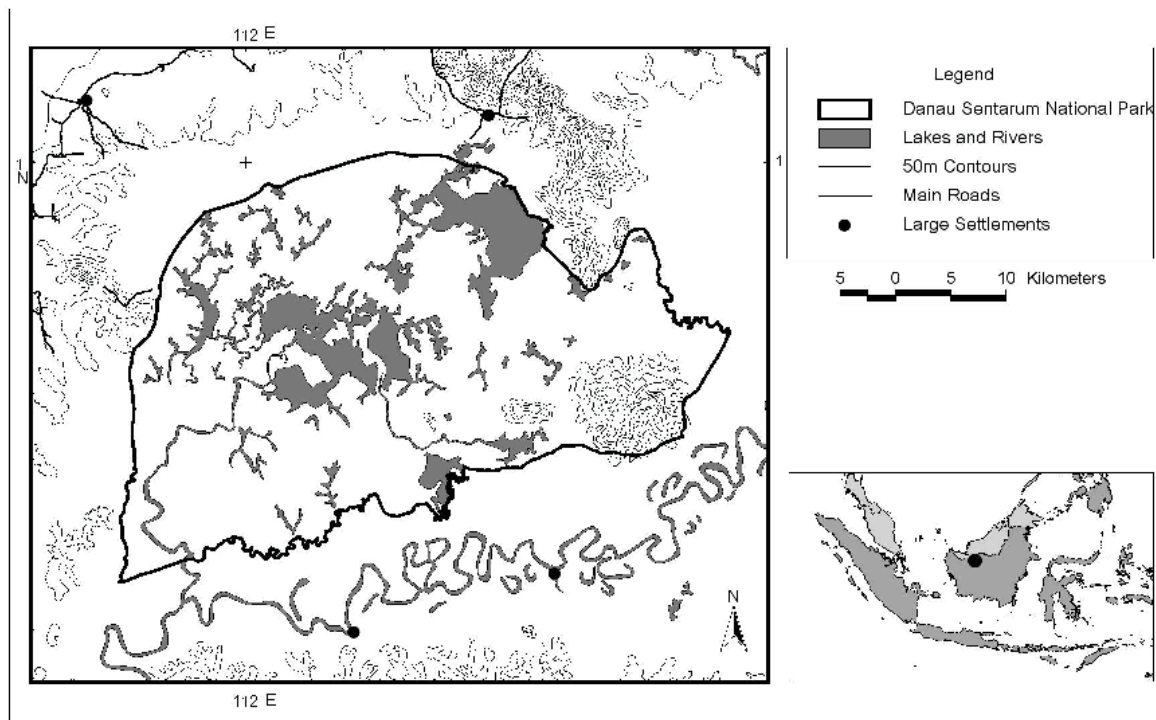 112 E
1
N
1
N
112 E
Legend
Danau Sentarum National Park
Lakes and Rivers
50m Contours
Main Roads
Large Settlements
5 0 5 10 Kilometers